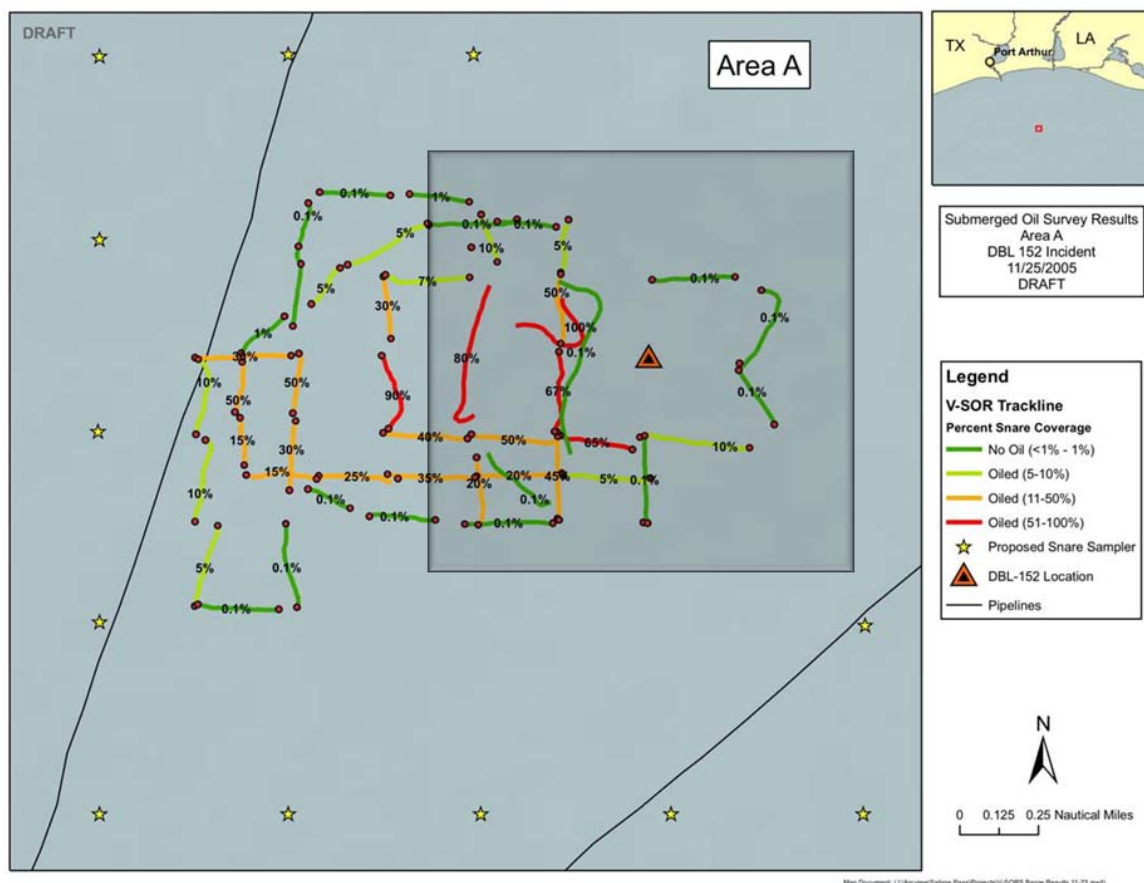 DRAFT
Area A
TX
LA
Port Arthur
Submerged Oil Survey Results
Area A
DBL 152 Incident
11/25/2005
DRAFT
Legend
V-SOR Trackline
Percent Snare Coverage
No Oil (<1% - 1%)
Oiled (5-10%)
Oiled (11-50%)
Oiled (51-100%)
Proposed Snare Sampler
DBL-152 Location
Pipelines
N
0 0.125 0.25 Nautical Miles
0.1%
1%
0.1%
5%
0.1%
0.1%
10%
5%
5%
7%
0.1%
30%
50%
0.1%
1%
100%
0.1%
80%
10%
50%
90%
67%
0.1%
50%
15%
40%
50%
65%
10%
30%
15%
25%
35%
20%
20%
45%
5%
0.1%
10%
0.1%
0.1%
0.1%
5%
0.1%
0.1%